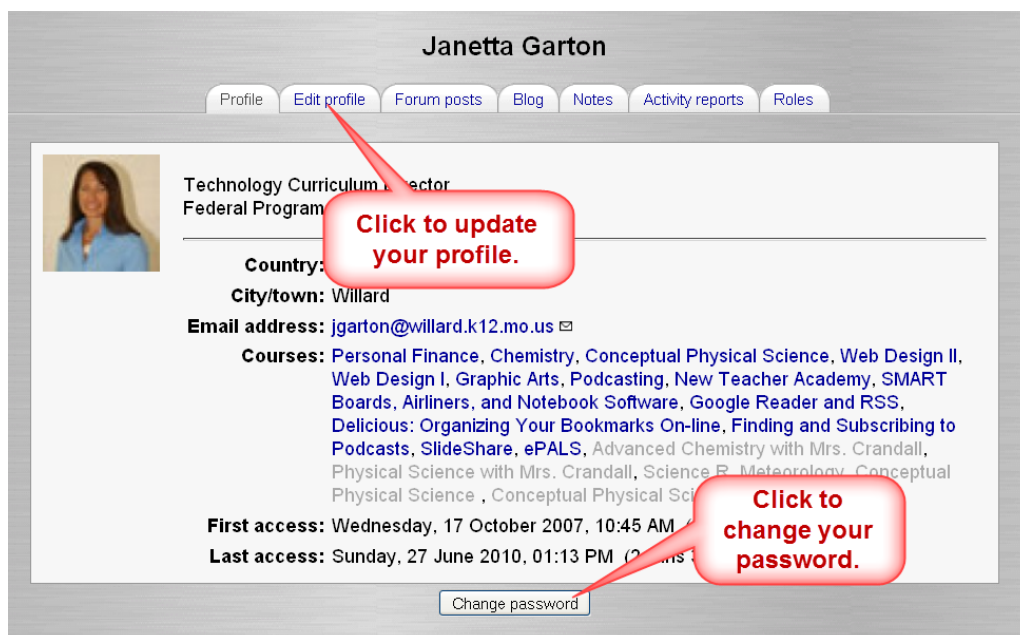 Janetta Garton
Profile Edit profile Forum posts Blog Notes Activity reports Roles
Technology Curriculum
Federal Program
Click to update
your profile.
Country:
City/town: Willard
Email address: jgarton@willard.k12.mo.us
Courses: Personal Finance, Chemistry, Conceptual Physical Science, Web Design II,
Web Design I, Graphic Arts, Podcasting, New Teacher Academy, SMART
Boards, Airliners, and Notebook Software, Google Reader and RSS,
Delicious: Organizing Your Bookmarks On-line, Finding and Subscribing to
Podcasts, SlideShare, ePALS, Advanced Chemistry with Mrs. Crandall,
Physical Science with Mrs. Crandall, Science R, Meteorology, Conceptual
Physical Science , Conceptual Physical
Click to
change your
password.
First access: Wednesday, 17 October 2007, 10:45 AM
Last access: Sunday, 27 June 2010, 01:13 PM
Change password